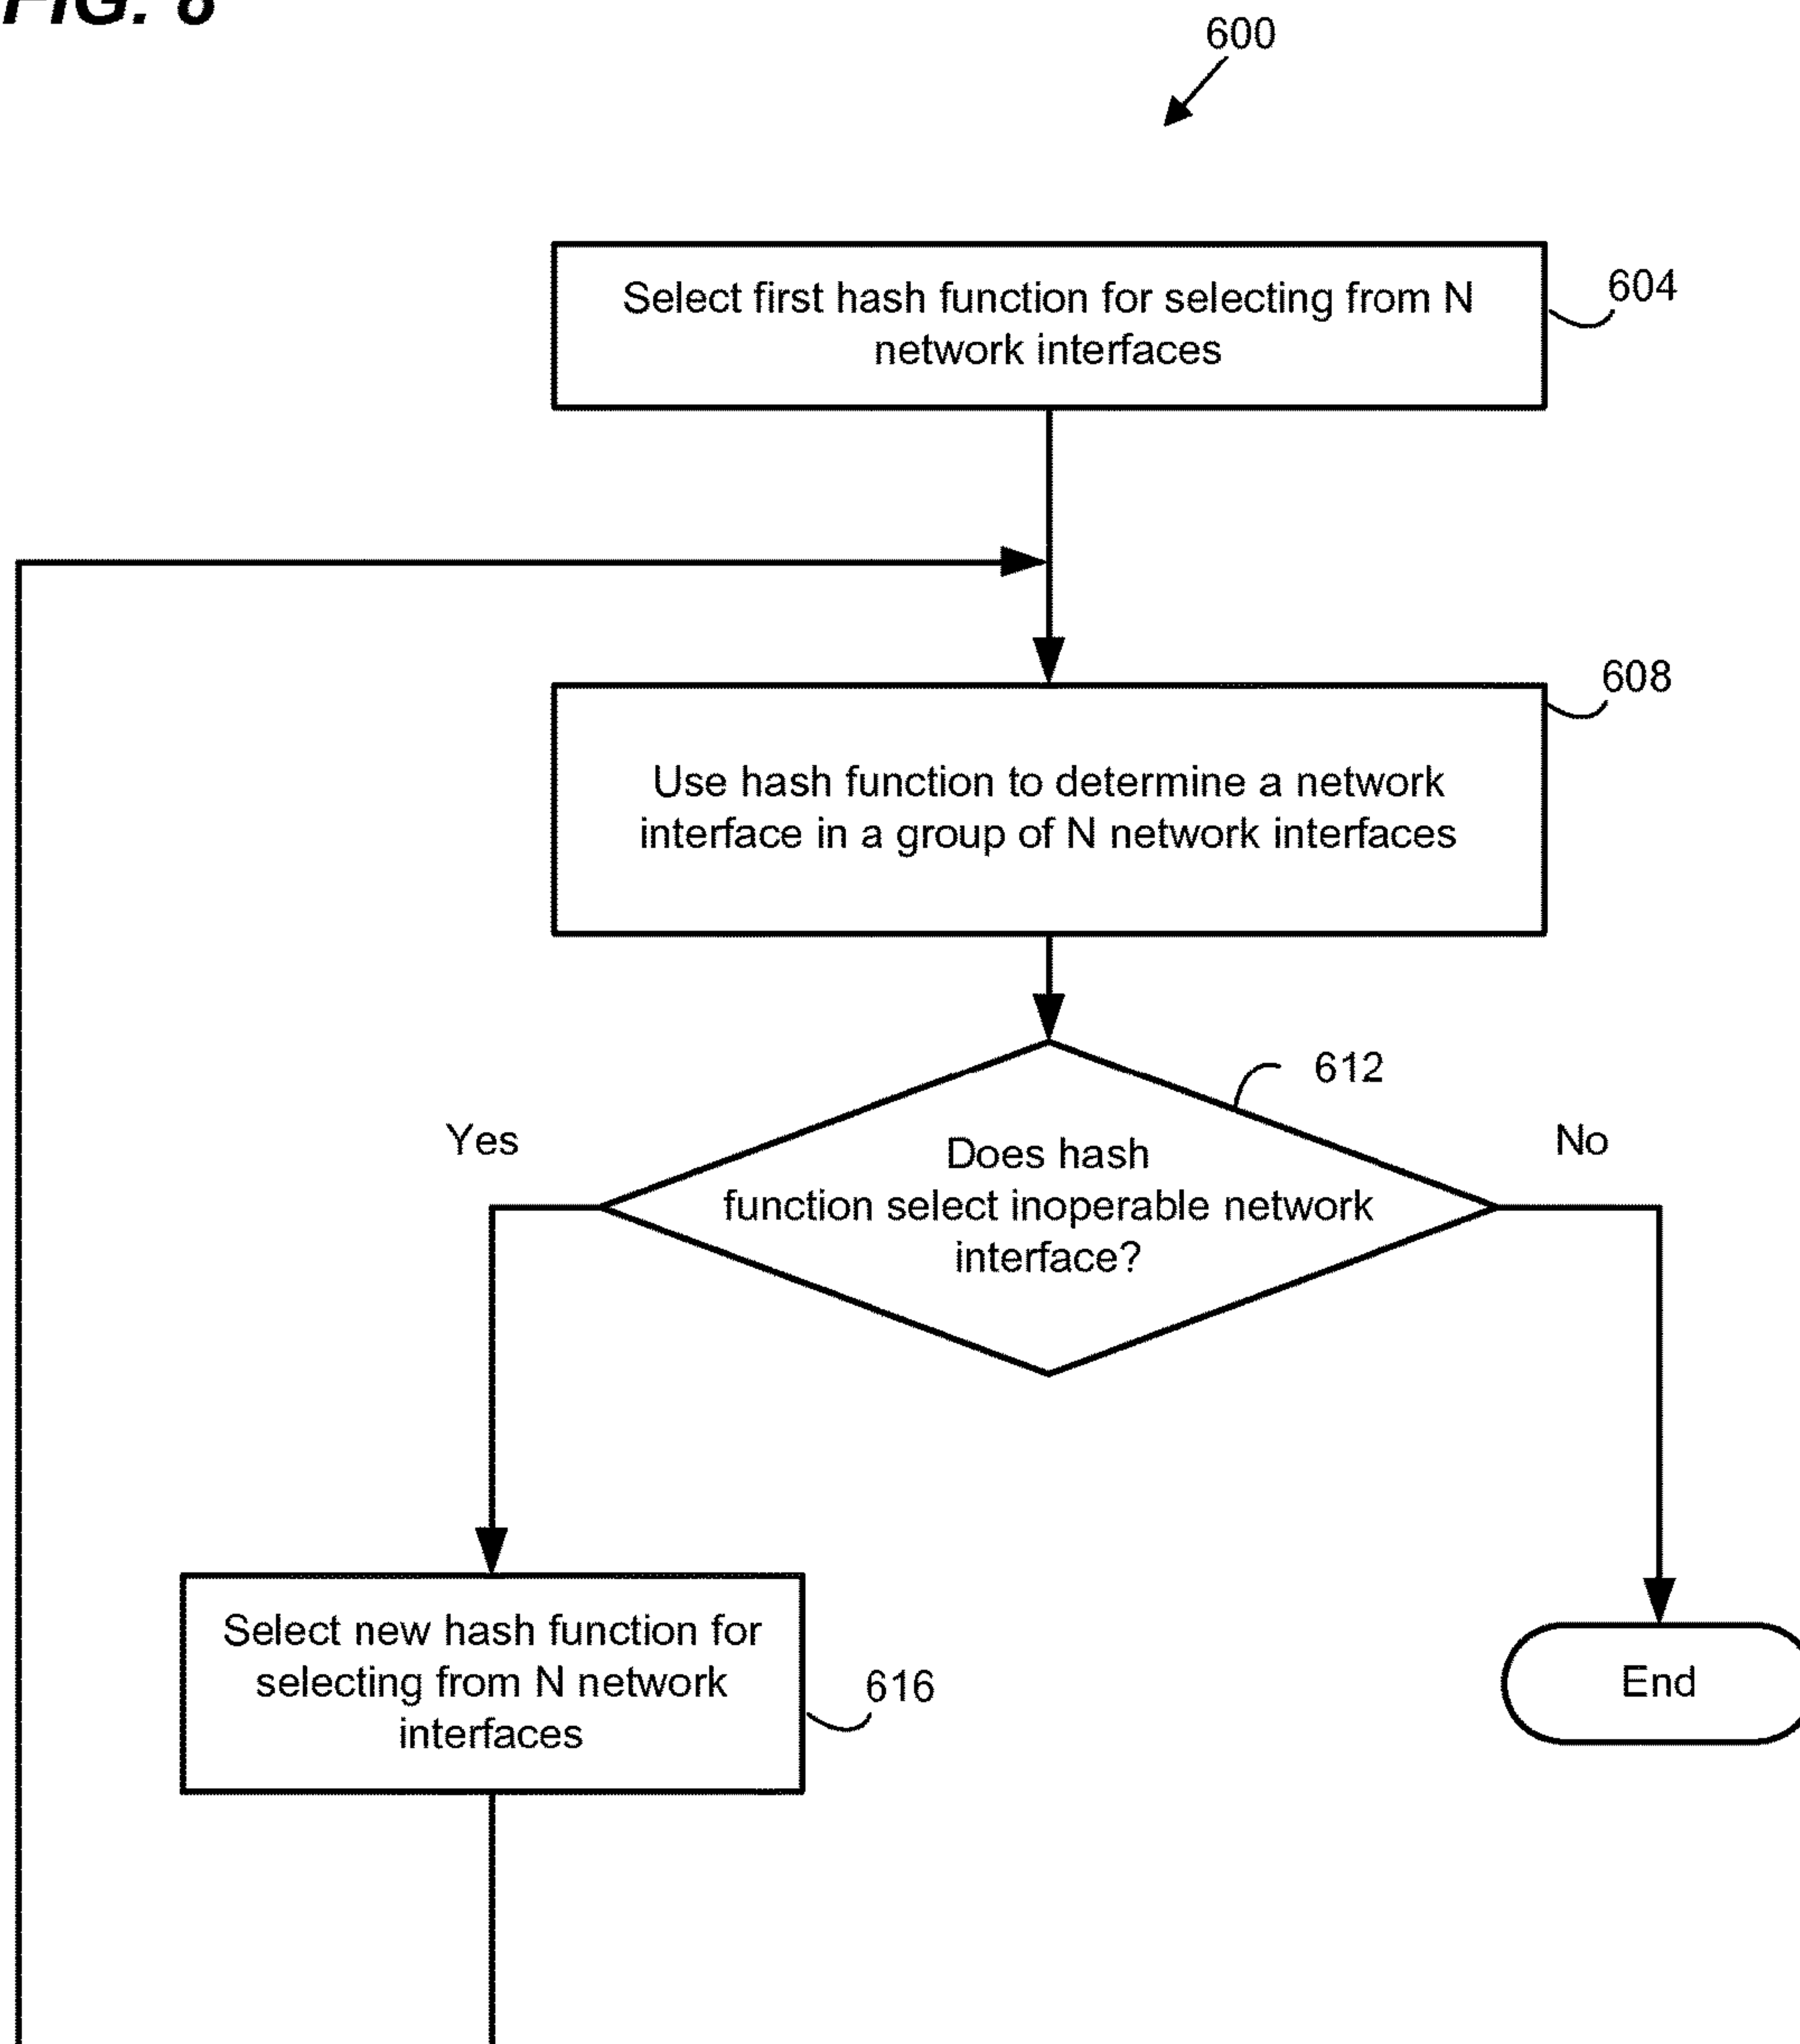 FIG.
600
Select first hash function for selecting from N
network interfaces
604
Use hash function to determine a network
interface in a group of N network interfaces
608
612
Yes
No
Does hash
function select inoperable network
interface?
Select new hash function for
selecting from N network
interfaces
616
End